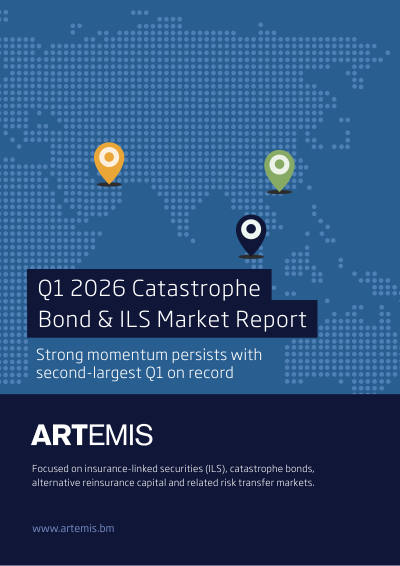 Q1 2026 Catastrophe
Bond & ILS Market Report
Strong momentum persists with
second-largest Q1 on record
ARTEMIS
Focused on insurance-linked securities (ILS), catastrophe bonds,
alternative reinsurance capital and related risk transfer markets.
www.artemis.bm